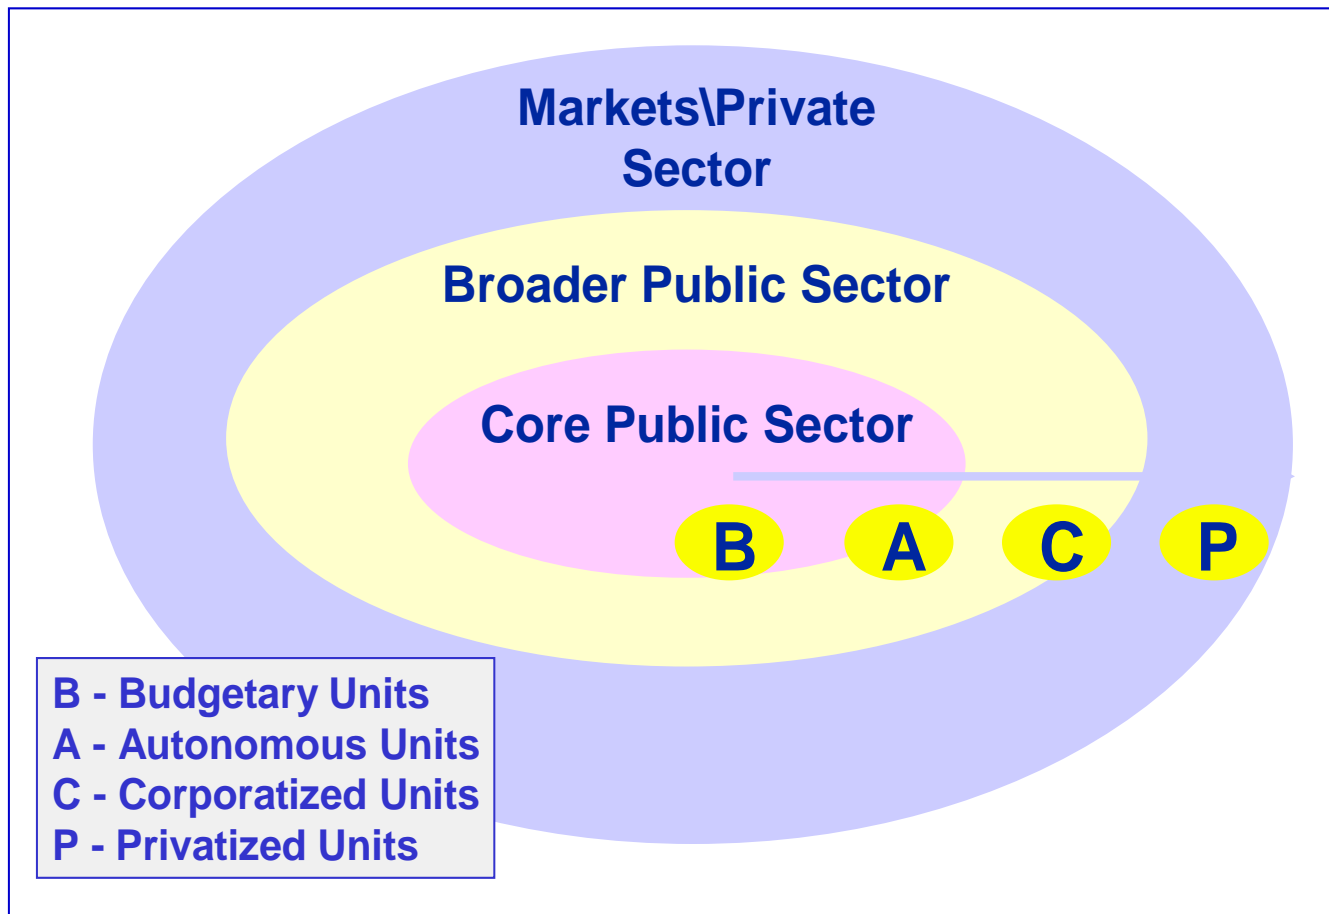 Markets\Private
Sector
Broader Public Sector
Core Public Sector
B A C P
B - Budgetary Units
A - Autonomous Units
C - Corporatized Units
P - Privatized Units